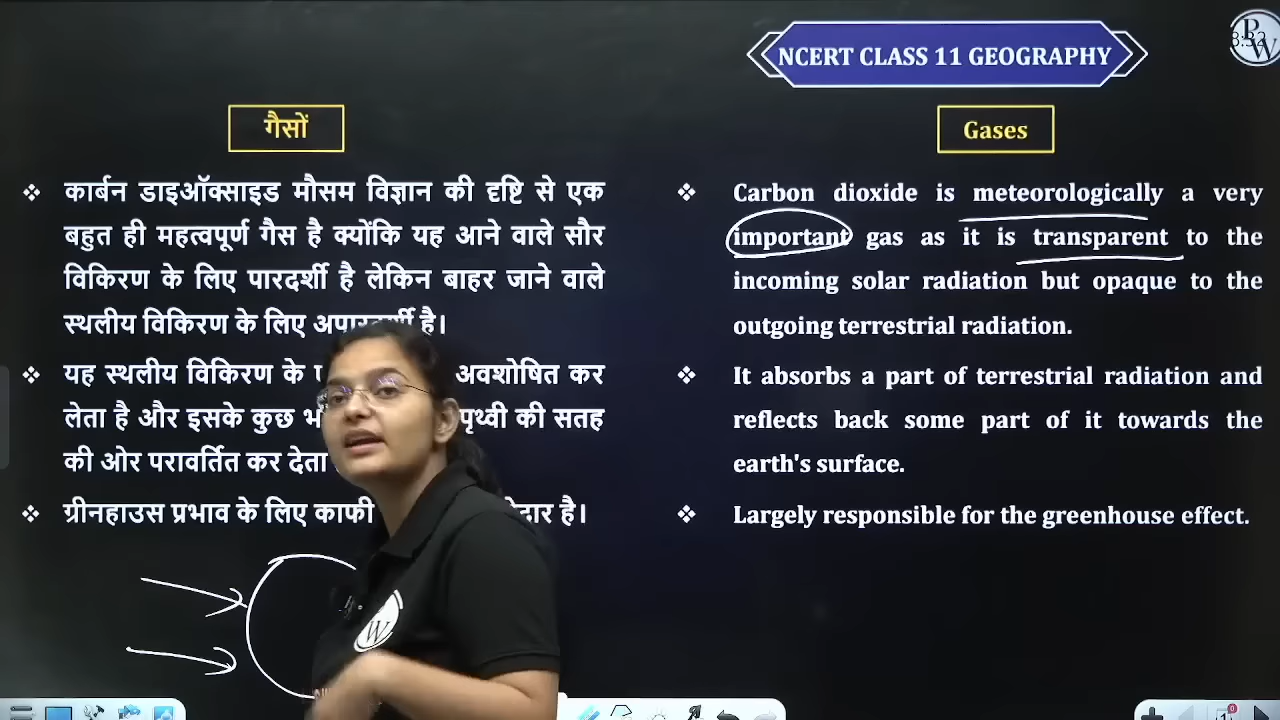 NCERT CLASS 11 GEOGRAPHY
PW
गैसों
कार्बन डाइऑक्साइड मौसम विज्ञान की दृष्टि से एक
बहुत ही महत्वपूर्ण गैस है क्योंकि यह आने वाले सौर
विकिरण के लिए पारदर्शी है लेकिन बाहर जाने वाले
स्थलीय विकिरण के लिए अपारदर्शी है।
यह स्थलीय विकिरण के अवशोषित कर
लेता है और इसके कुछ पृथ्वी की सतह
की ओर परावर्तित कर देता
ग्रीनहाउस प्रभाव के लिए काफी है।
Gases
Carbon dioxide is meteorologically a very
important gas as it is transparent to the
incoming solar radiation but opaque to the
outgoing terrestrial radiation.
It absorbs a part of terrestrial radiation and
reflects back some part of it towards the
earth's surface.
Largely responsible for the greenhouse effect.
W